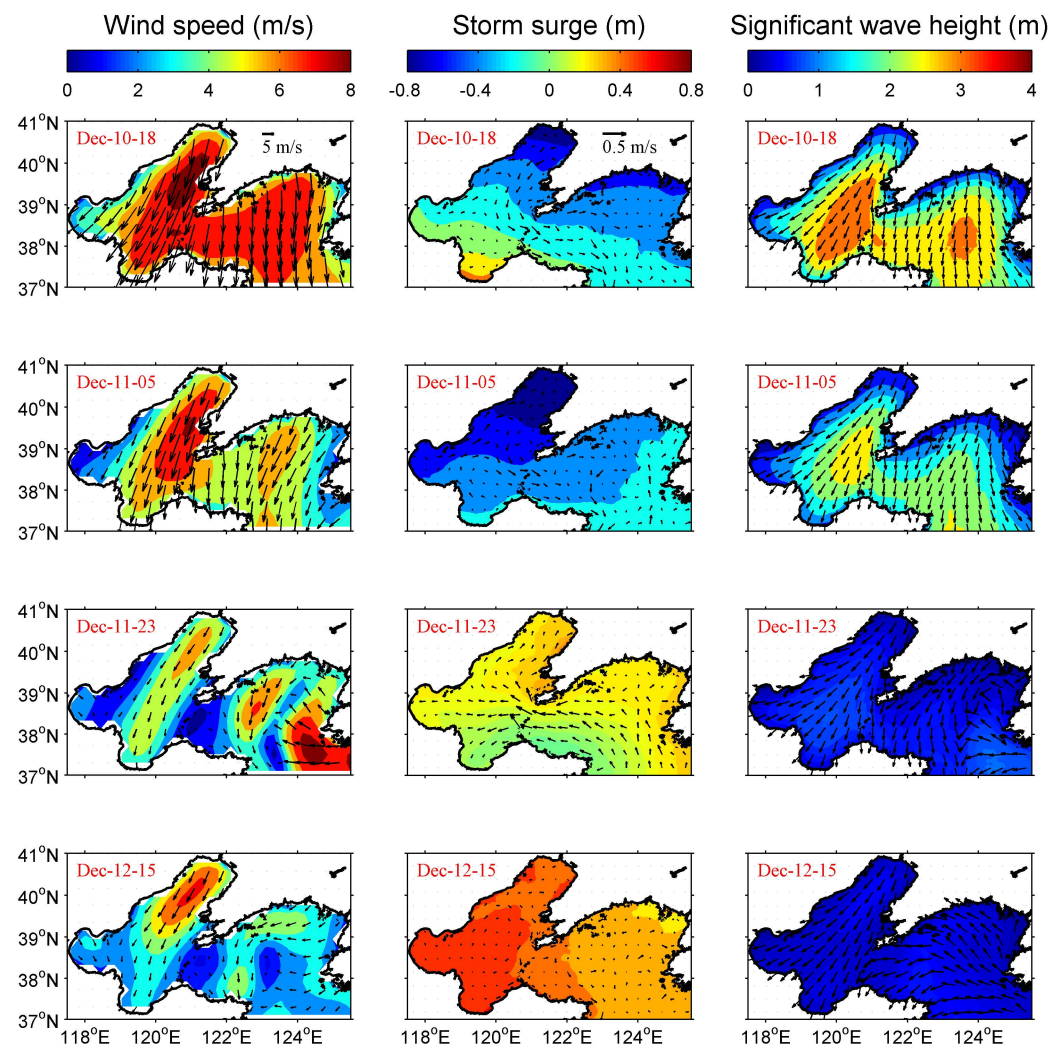 Wind speed (m/s) Storm surge (m) Significant wave height (m)
0 2 4 6 8 -0.8 -0.4 0 0.4 0.8 0 1 2 3 4
41°N Dec-10-18 5 m/s Dec-10-18 0.5 m/s Dec-10-18
40°N
39°N
38°N
37°N
41°N Dec-11-05 Dec-11-05 Dec-11-05
40°N
39°N
38°N
37°N
41°N Dec-11-23 Dec-11-23 Dec-11-23
40°N
39°N
38°N
37°N
41°N Dec-12-15 Dec-12-15 Dec-12-15
40°N
39°N
38°N
37°N
118°E 120°E 122°E 124°E 118°E 120°E 122°E 124°E 118°E 120°E 122°E 124°E